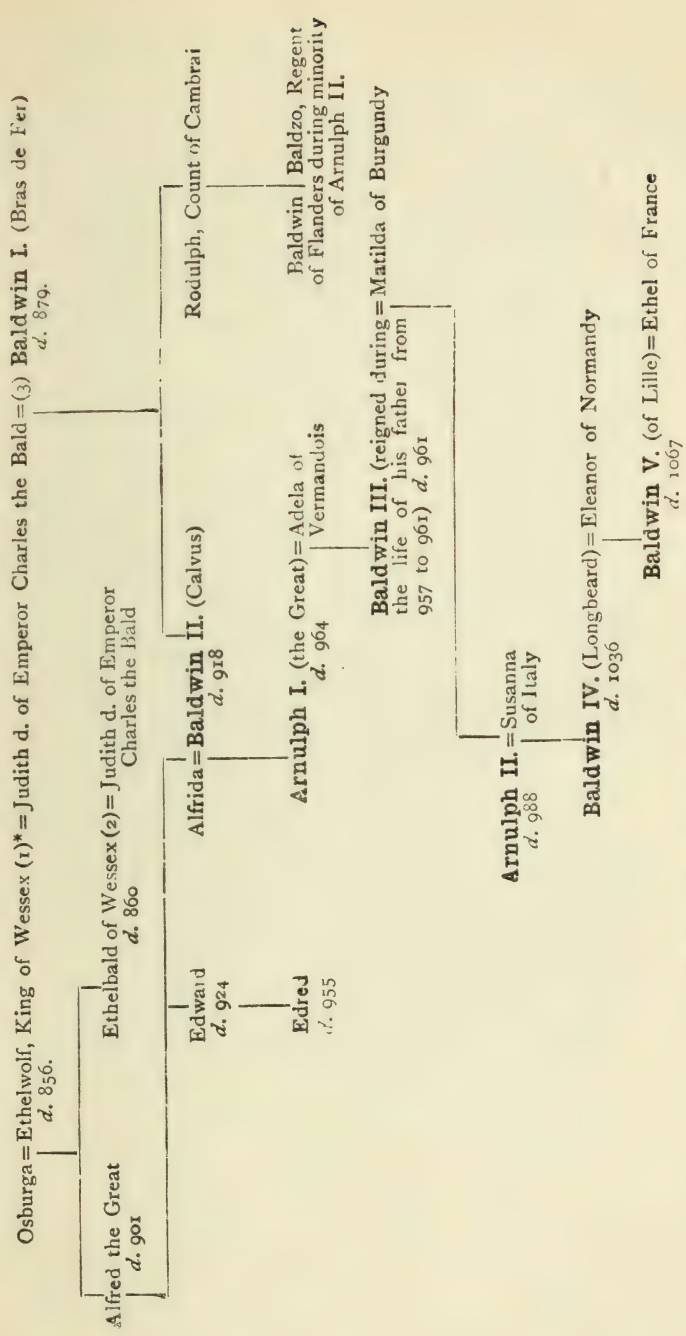 Osburga=Ethelwolf, King of Wessex (1)*=Judith d. of Emperor Charles the Bald=(3) Baldwin I. (Bras de Fer)
d. 856.
d. 879.
Alfred the Great
d. 901
Ethelbald of Wessex (2)=Judith d. of Emperor
d. 860
Charles the Bald
Edward
d. 924
Alfrida=Baldwin II. (Calvus)
d. 918
Rodulph, Count of Cambrai
Edred
d. 955
Arnulph I. (the Great)=Adela of
d. 964
Vermandois
Baldwin Baldzo, Regent
of Flanders during minority
of Arnulph II.
Baldwin III. (reigned during=Matilda of Burgundy
the life of his father from
957 to 961) d. 961
Arnulph II.=Susanna
d. 988
of Italy
Baldwin IV. (Longbeard)=Eleanor of Normandy
d. 1036
Baldwin V. (of Lille)=Ethel of France
d. 1067